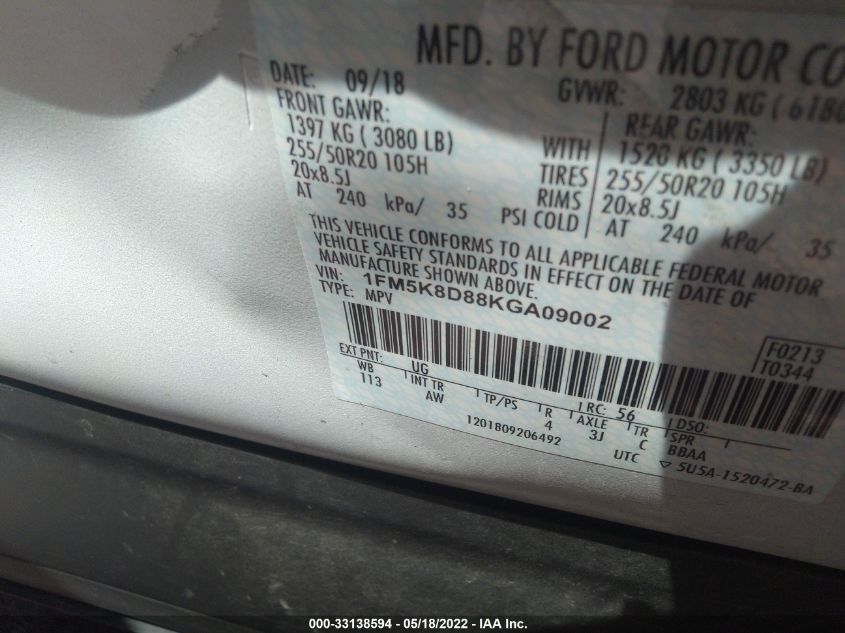 MFD. BY FORD MOTOR CO
DATE: 09/18 GVWR: 2803 KG ( 6180
FRONT GAWR: REAR GAWR:
1397 KG ( 3080 LB) WITH 1520 KG ( 3350 LB)
255/50R20 105H TIRES 255/50R20 105H
20x8.5J RIMS 20x8.5J
AT 240 kPa/ 35 PSI COLD AT 240 kPa/ 35
THIS VEHICLE CONFORMS TO ALL APPLICABLE FEDERAL MOTOR
VEHICLE SAFETY STANDARDS IN EFFECT ON THE DATE OF
MANUFACTURE SHOWN ABOVE.
VIN: 1FM5K8D88KGA09002
TYPE: MPV
F0213
T0344
EXT PNT: UG RC: 56 DSO:
WB INT TR TP/PS R AXLE TR SPR
113 AW 4 3J C BBAA
1201809206492 UTC ▽ 5U5A-1520472-BA
000-33138594 - 05/18/2022 - IAA Inc.